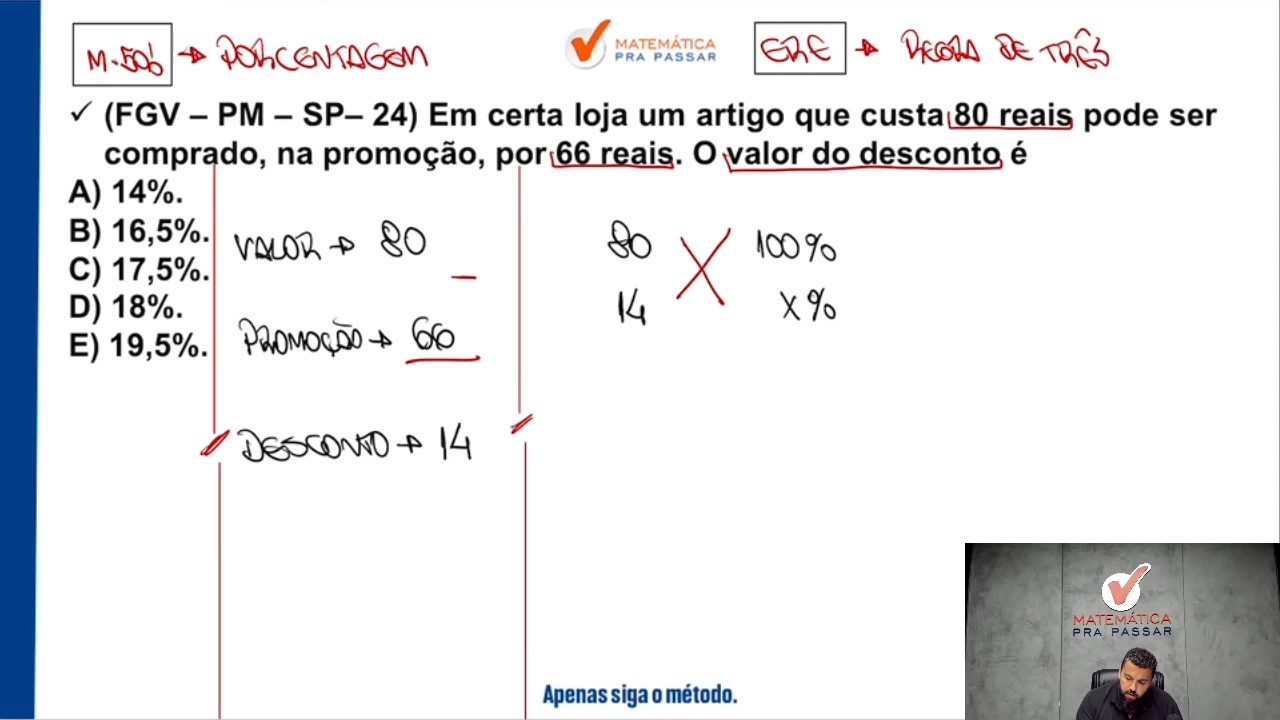 M.50% → PORCENTAGEM
MATEMÁTICA
PRA PASSAR
ERE → REGRA DE TRÊS
✓ (FGV – PM – SP– 24) Em certa loja um artigo que custa 80 reais pode ser
comprado, na promoção, por 66 reais. O valor do desconto é
A) 14%.
B) 16,5%.
C) 17,5%.
D) 18%.
E) 19,5%.
VALOR → 80
PROMOÇÃO → 66
DESCONTO → 14
80 100%
14 X%
MATEMÁTICA
PRA PASSAR
Apenas siga o método.